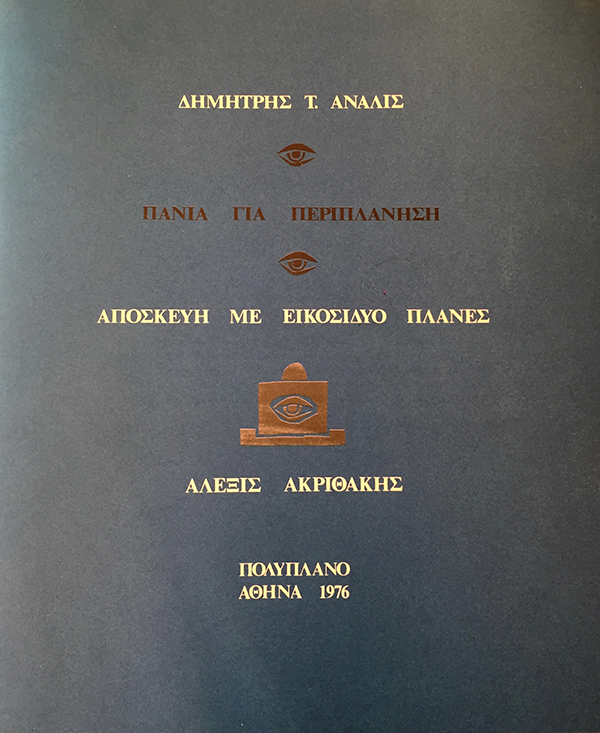 ΔΗΜΗΤΡΗΣ Τ. ΑΝΑΛΙΣ
ΠΑΝΙΑ ΓΙΑ ΠΕΡΙΠΛΑΝΗΣΗ
ΑΠΟΣΚΕΥΗ ΜΕ ΕΙΚΟΣΙΔΥΟ ΠΛΑΝΕΣ
ΑΛΕΞΙΣ ΑΚΡΙΘΑΚΗΣ
ΠΟΛΥΠΛΑΝΟ
ΑΘΗΝΑ 1976